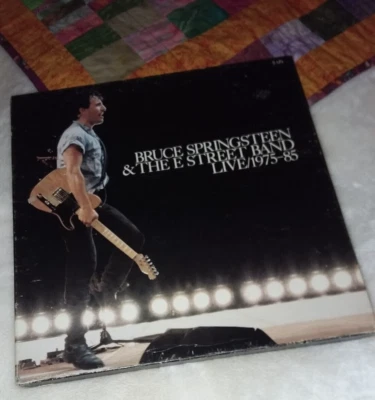 BRUCE SPRINGSTEEN
& THE E STREET BAND
LIVE/1975-85